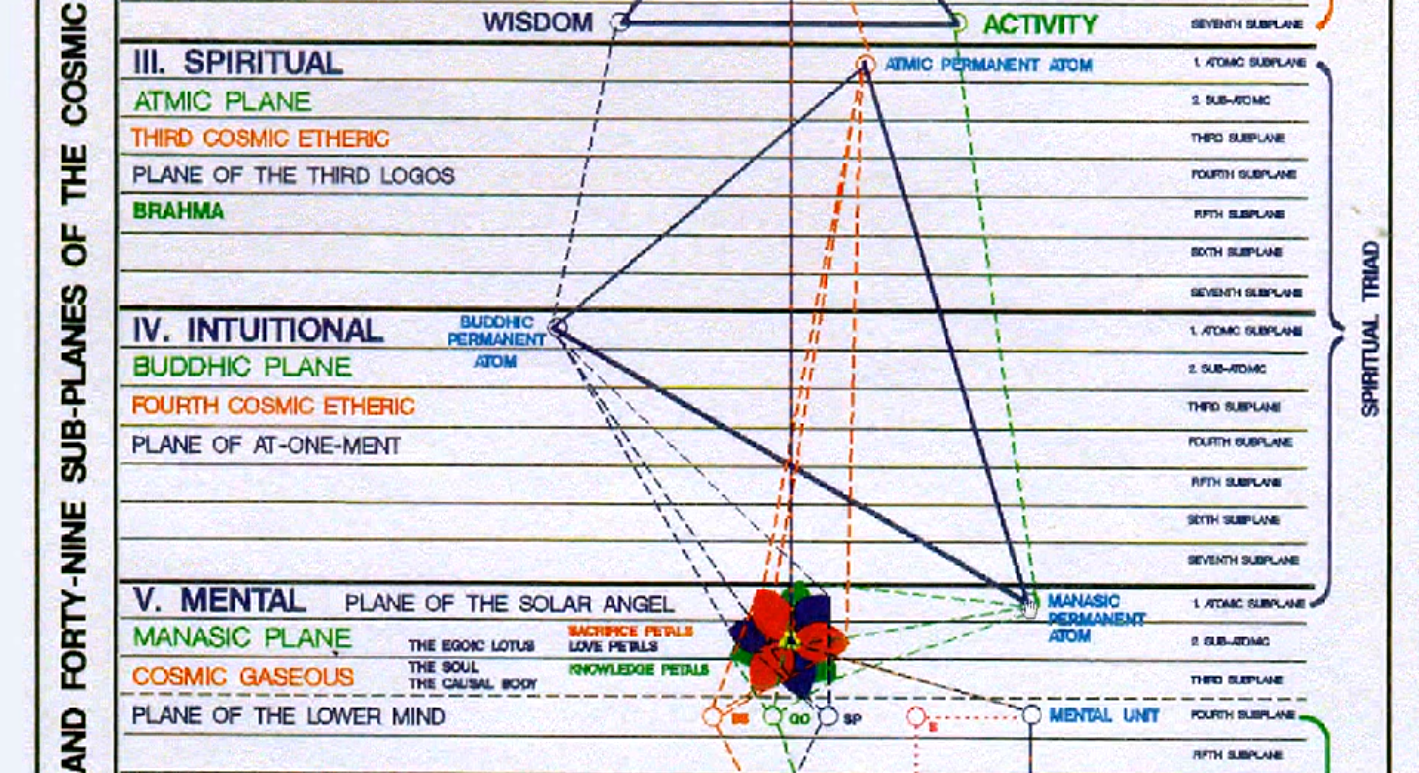 AND FORTY-NINE SUB-PLANES OF THE COSMIC
WISDOM
ACTIVITY
SEVENTH SUBPLANE
III. SPIRITUAL
ATMIC PERMANENT ATOM
1. ATOMIC SUBPLANE
ATMIC PLANE
2. SUB-ATOMIC
THIRD COSMIC ETHERIC
THIRD SUBPLANE
PLANE OF THE THIRD LOGOS
FOURTH SUBPLANE
BRAHMA
FIFTH SUBPLANE
SIXTH SUBPLANE
SEVENTH SUBPLANE
SPIRITUAL TRIAD
IV. INTUITIONAL
BUDDHIC
PERMANENT
ATOM
1. ATOMIC SUBPLANE
BUDDHIC PLANE
2. SUB-ATOMIC
FOURTH COSMIC ETHERIC
THIRD SUBPLANE
PLANE OF AT-ONE-MENT
FOURTH SUBPLANE
FIFTH SUBPLANE
SIXTH SUBPLANE
SEVENTH SUBPLANE
V. MENTAL PLANE OF THE SOLAR ANGEL
MANASIC
PERMANENT
ATOM
1. ATOMIC SUBPLANE
MANASIC PLANE
THE EGOIC LOTUS
SACRIFICE PETALS
LOVE PETALS
2. SUB-ATOMIC
COSMIC GASEOUS
THE SOUL
THE CAUSAL BODY
KNOWLEDGE PETALS
THIRD SUBPLANE
PLANE OF THE LOWER MIND
BS
GO
SP
S
MENTAL UNIT
FOURTH SUBPLANE
FIFTH SUBPLANE